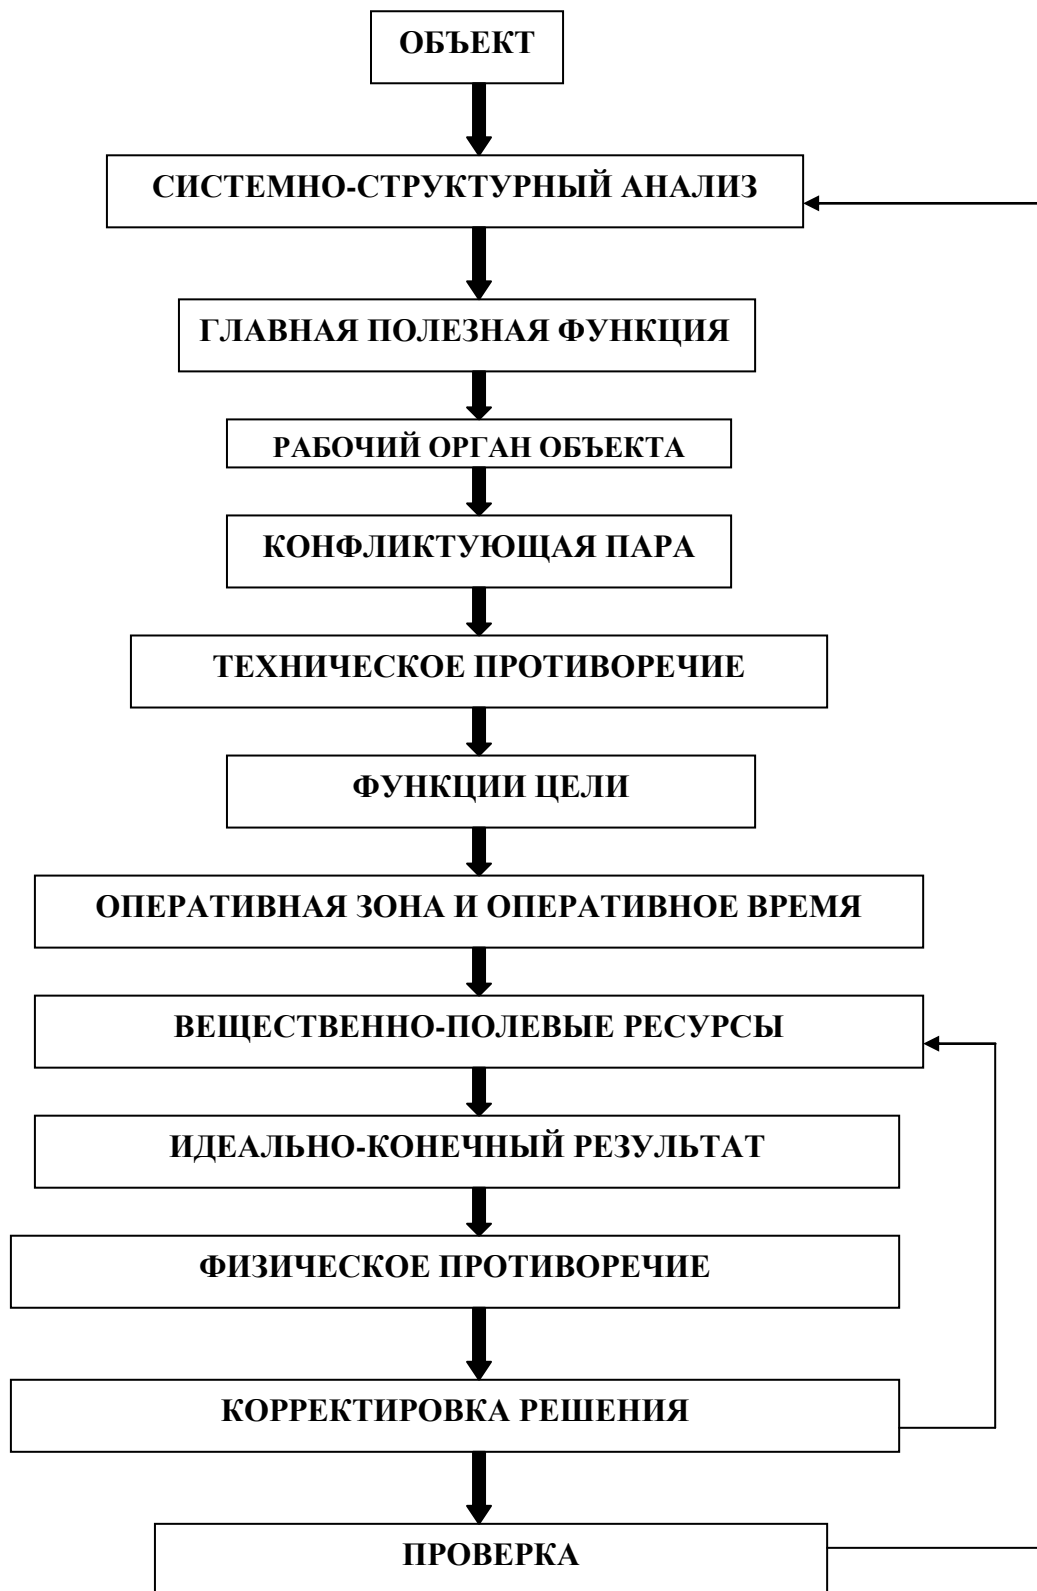 ОБЪЕКТ
СИСТЕМНО-СТРУКТУРНЫЙ АНАЛИЗ
ГЛАВНАЯ ПОЛЕЗНАЯ ФУНКЦИЯ
РАБОЧИЙ ОРГАН ОБЪЕКТА
КОНФЛИКТУЮЩАЯ ПАРА
ТЕХНИЧЕСКОЕ ПРОТИВОРЕЧИЕ
ФУНКЦИИ ЦЕЛИ
ОПЕРАТИВНАЯ ЗОНА И ОПЕРАТИВНОЕ ВРЕМЯ
ВЕЩЕСТВЕННО-ПОЛЕВЫЕ РЕСУРСЫ
ИДЕАЛЬНО-КОНЕЧНЫЙ РЕЗУЛЬТАТ
ФИЗИЧЕСКОЕ ПРОТИВОРЕЧИЕ
КОРРЕКТИРОВКА РЕШЕНИЯ
ПРОВЕРКА